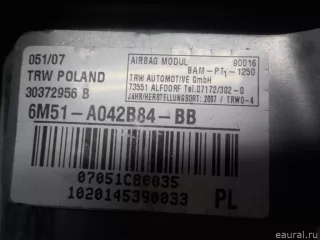 051/07
TRW POLAND
30372956 B
AIRBAG MODUL 90016
BAM-PT1-1250
TRW AUTOMOTIVE GmbH
73551 ALFDORF Tel.07172/302-0
JAHR/HERSTELLUNGSORT: 2007 / TRWO-4
6M51-A042B84-BB
07051C80035
1020145390033 PL
© eaural.ru